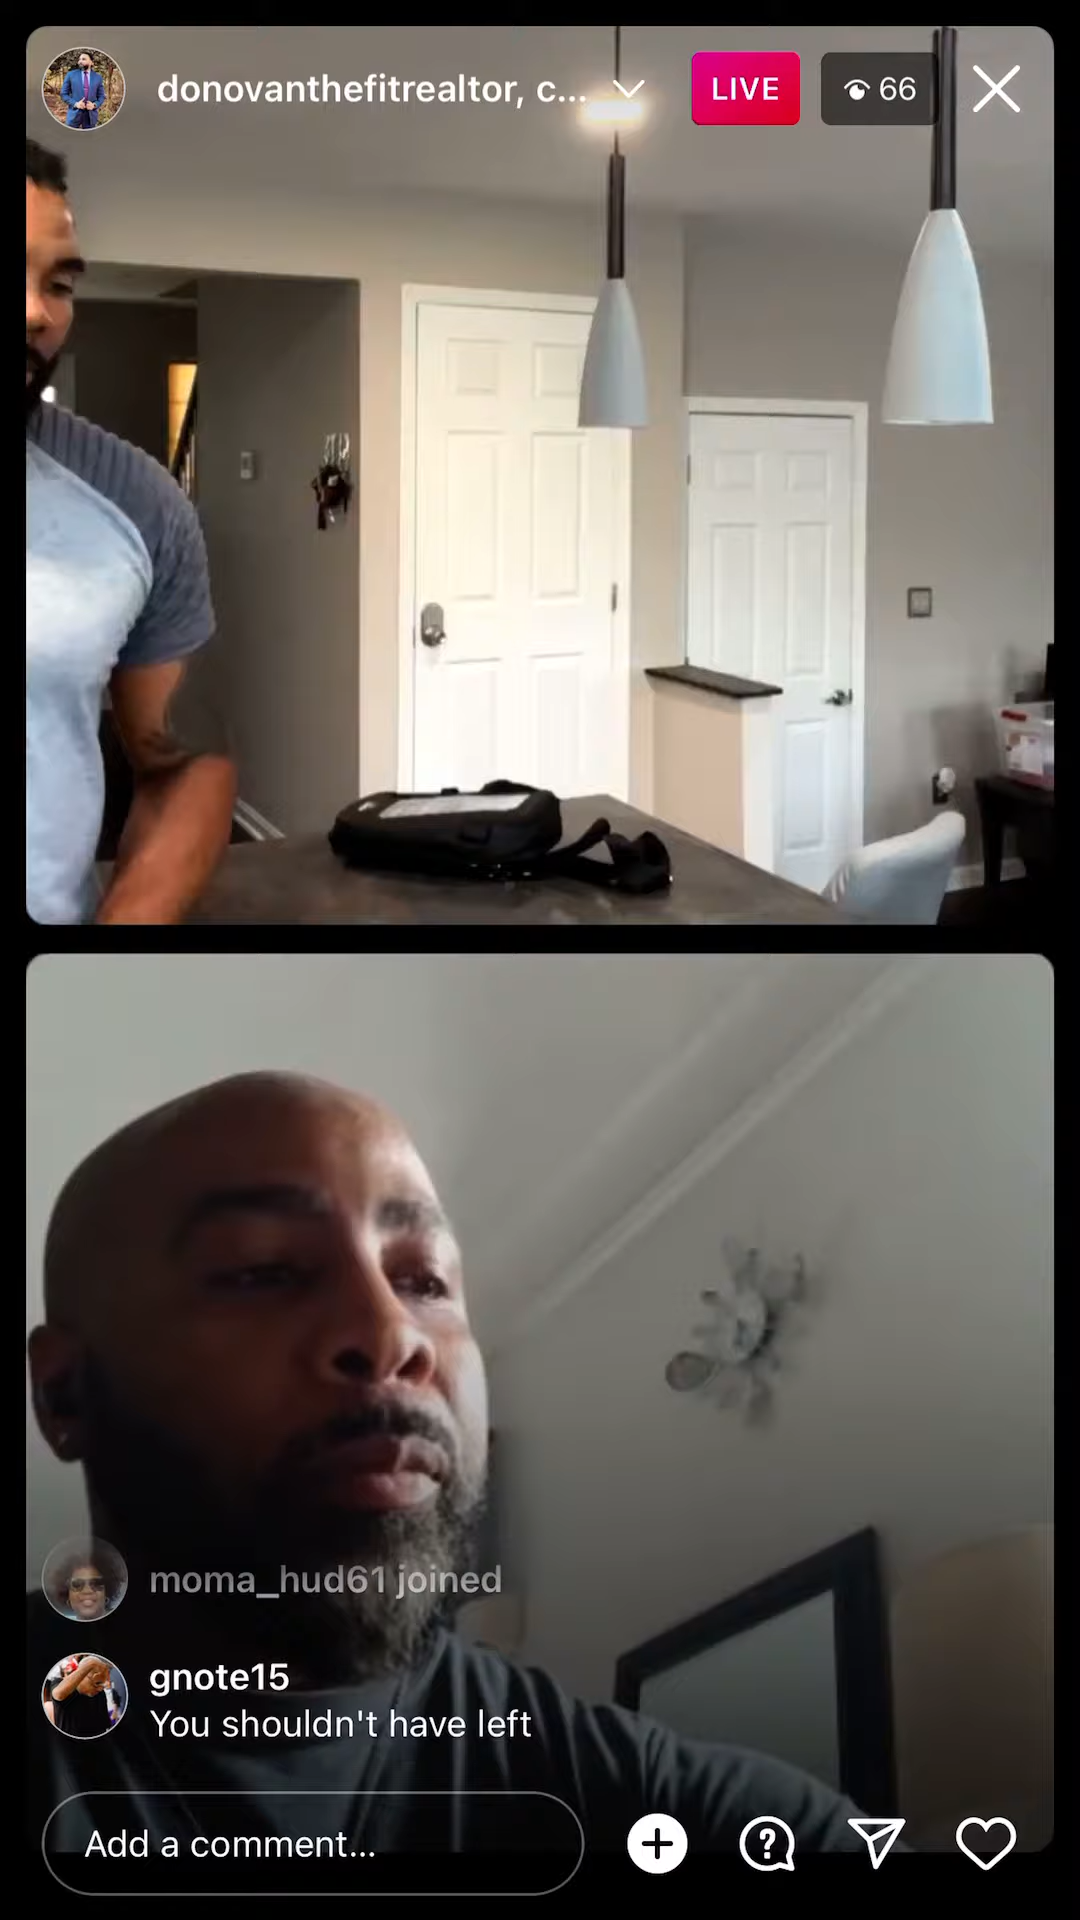 donovanthefitrealtor, c...
LIVE
66
moma_hud61 joined
gnote15
You shouldn't have left
Add a comment...